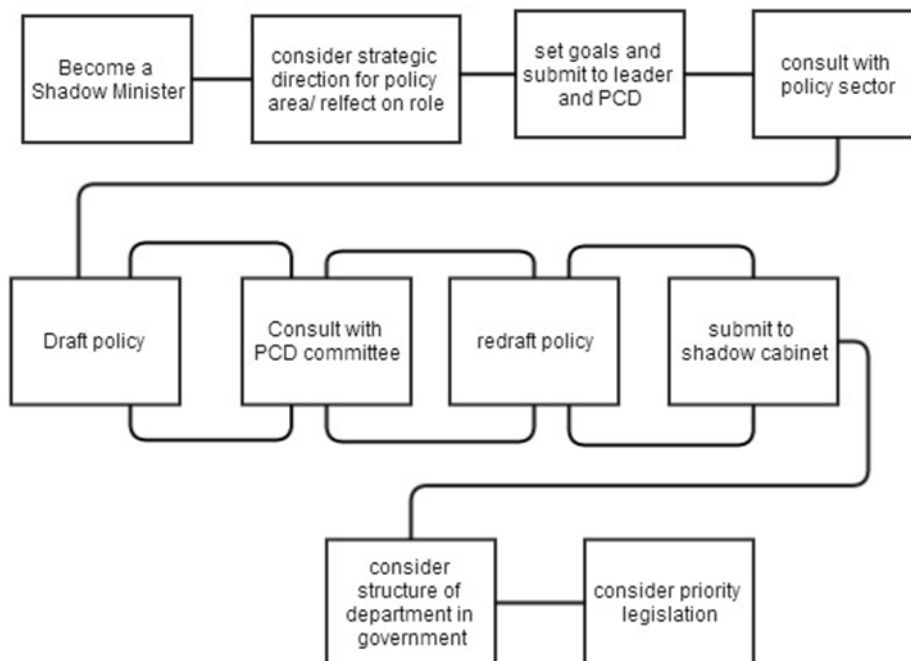 Become a
Shadow Minister
consider strategic
direction for policy
area/ relfect on role
set goals and
submit to leader
and PCD
consult with
policy sector
Draft policy
Consult with
PCD committee
redraft policy
submit to
shadow cabinet
consider
structure of
department in
government
consider priority
legislation